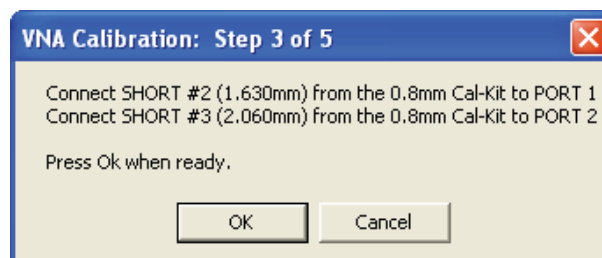 VNA Calibration: Step 3 of 5
Connect SHORT #2 (1.630mm) from the 0.8mm Cal-Kit to PORT 1
Connect SHORT #3 (2.060mm) from the 0.8mm Cal-Kit to PORT 2
Press Ok when ready.
OK
Cancel